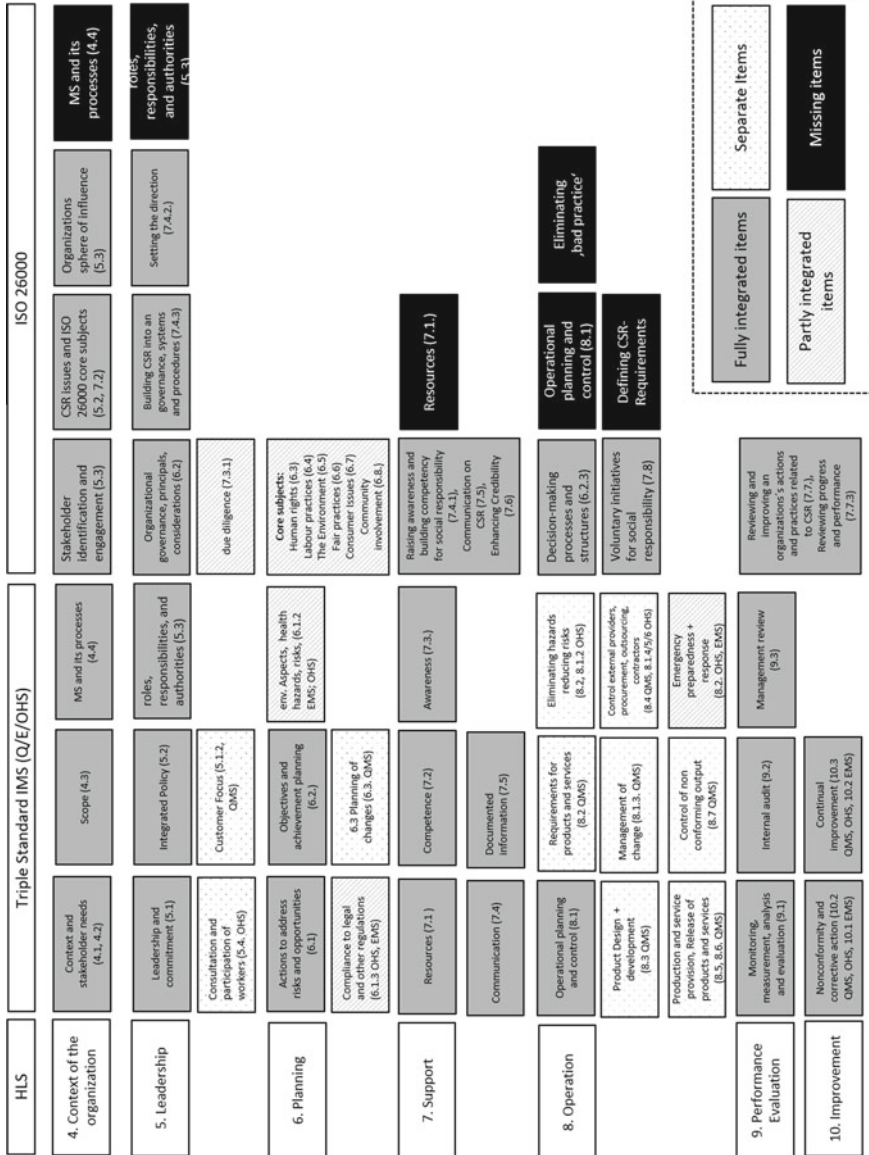 HLS
Triple Standard IMS (Q/E/OHS)
ISO 26000
4. Context of the
organization
Context and
stakeholder needs
(4.1, 4.2)
Scope (4.3)
MS and its processes
(4.4)
Stakeholder
identification and
engagement (5.3)
CSR issues and ISO
26000 core subjects
(5.2, 7.2)
Organizations
sphere of influence
(5.3)
MS and its
processes (4.4)
5. Leadership
Leadership and
commitment (5.1)
Integrated Policy (5.2)
roles,
responsibilities, and
authorities (5.3)
Organizational
governance, principals,
considerations (6.2)
Building CSR into an
governance, systems
and procedures (7.4.3)
Setting the direction
(7.4.2.)
roles,
responsibilities,
and authorities
(5.3)
Consultation and
participation of
workers (5.4. OHS)
Customer Focus (5.1.2,
QMS)
due diligence (7.3.1)
6. Planning
Actions to address
risks and opportunities
(6.1)
Objectives and
achievement planning
(6.2.)
env. Aspects, health
hazards, risks, (6.1.2
EMS; OHS)
Core subjects:
Human rights (6.3)
Labour practices (6.4)
The Environment (6.5)
Fair practices (6.6)
Consumer Issues (6.7)
Community
involvement (6.8.)
Compliance to legal
and other regulations
(6.1.3 OHS, EMS)
6.3 Planning of
changes (6.3. QMS)
7. Support
Resources (7.1)
Competence (7.2)
Awareness (7.3.)
Raising awareness and
building competency
for social responsibility
(7.4.1),
Communication on
CSR (7.5),
Enhancing Credibility
(7.6)
Resources (7.1.)
Communication (7.4)
Documented
information (7.5)
8. Operation
Operational planning
and control (8.1)
Requirements for
products and services
(8.2 QMS)
Eliminating hazards
reducing risks
(8.2, 8.1.2 OHS)
Decision-making
processes and
structures (6.2.3)
Operational
planning and
control (8.1)
Eliminating
‚bad practice‘
Product Design +
development
(8.3 QMS)
Management of
change (8.1.3. QMS)
Control external providers,
procurement, outsourcing,
contractors
(8.4 QMS, 8.1.4/5/6 OHS)
Voluntary initiatives
for social
responsibility (7.8)
Defining CSR-
Requirements
Production and service
provision, Release of
products and services
(8.5, 8.6. QMS)
Control of non
conforming output
(8.7 QMS)
Emergency
preparedness +
response
(8.2. OHS, EMS)
9. Performance
Evaluation
Monitoring,
measurement, analysis
and evaluation (9.1)
Internal audit (9.2)
Management review
(9.3)
Reviewing and
improving an
organizations´s actions
and practices related
to CSR (7.7.),
Reviewing progress
and performance
(7.7.3)
10. Improvement
Nonconformity and
corrective action (10.2
QMS, OHS, 10.1 EMS)
Continual
improvement (10.3
QMS, OHS, 10.2 EMS)
Fully integrated items
Separate Items
Partly integrated
items
Missing items